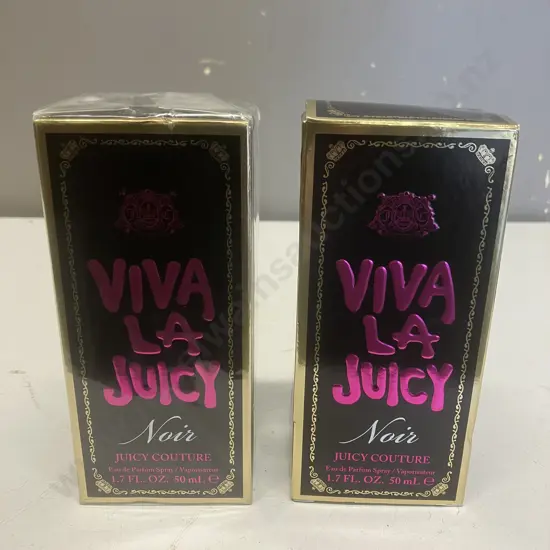 VIVA
LA
JUICY
Noir
JUICY COUTURE
Eau de Parfum Spray / Vaporisateur
1.7 FL. OZ. 50 mL ℮
VIVA
LA
JUICY
Noir
JUICY COUTURE
Eau de Parfum Spray / Vaporisateur
1.7 FL. OZ. 50 mL ℮